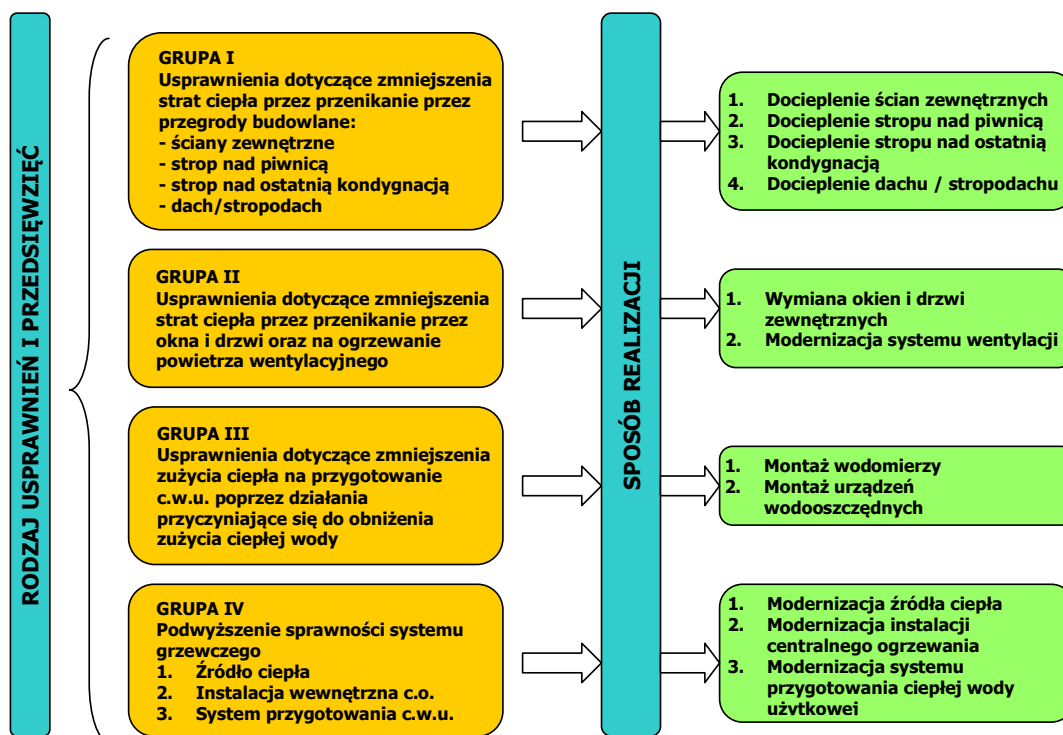 RODZAJ USPRAWNIEŃ I PRZEDSIĘWZIĘĆ
GRUPA I
Usprawnienia dotyczące zmniejszenia
strat ciepła przez przenikanie przez
przegrody budowlane:
- ściany zewnętrzne
- strop nad piwnicą
- strop nad ostatnią kondygnacją
- dach/stropodach
GRUPA II
Usprawnienia dotyczące zmniejszenia
strat ciepła przez przenikanie przez
okna i drzwi oraz na ogrzewanie
powietrza wentylacyjnego
GRUPA III
Usprawnienia dotyczące zmniejszenia
zużycia ciepła na przygotowanie
c.w.u. poprzez działania
przyczyniające się do obniżenia
zużycia ciepłej wody
GRUPA IV
Podwyższenie sprawności systemu
grzewczego
1. Źródło ciepła
2. Instalacja wewnętrzna c.o.
3. System przygotowania c.w.u.
SPOSÓB REALIZACJI
1. Docieplenie ścian zewnętrznych
2. Docieplenie stropu nad piwnicą
3. Docieplenie stropu nad ostatnią
kondygnacją
4. Docieplenie dachu / stropodachu
1. Wymiana okien i drzwi
zewnętrznych
2. Modernizacja systemu wentylacji
1. Montaż wodomierzy
2. Montaż urządzeń
wodooszczędnych
1. Modernizacja źródła ciepła
2. Modernizacja instalacji
centralnego ogrzewania
3. Modernizacja systemu
przygotowania ciepłej wody
użytkowej